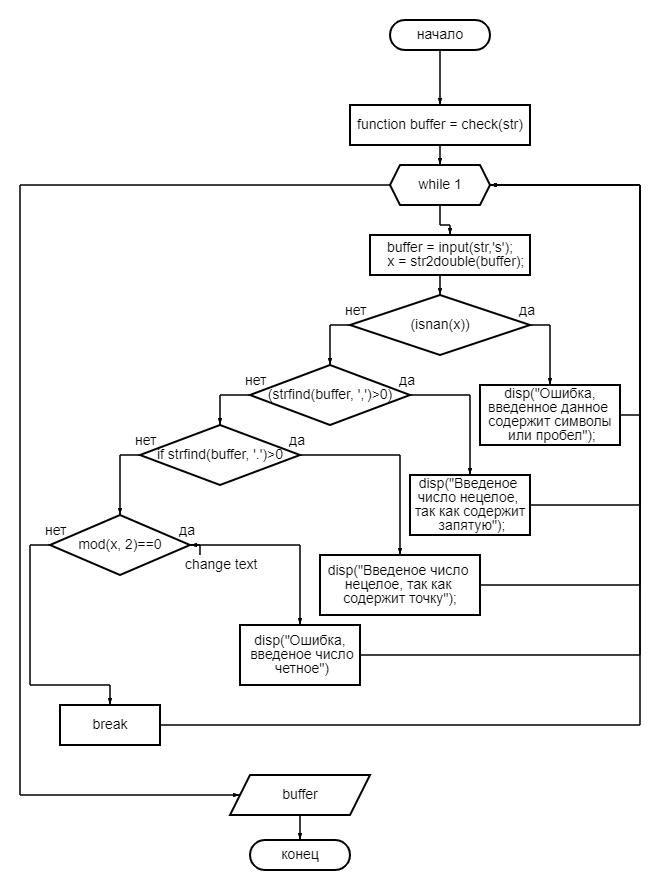 начало
function buffer = check(str)
while 1
buffer = input(str,'s');
x = str2double(buffer);
нет
да
(isnan(x))
нет
да
(strfind(buffer, ',')>0)
disp("Ошибка,
введенное данное
содержит символы
или пробел");
нет
да
if strfind(buffer, '.')>0
disp("Введеное
число нецелое,
так как содержит
запятую");
нет
да
mod(x, 2)==0
change text
disp("Введеное число
нецелое, так как
содержит точку");
disp("Ошибка,
введеное число
четное")
break
buffer
конец